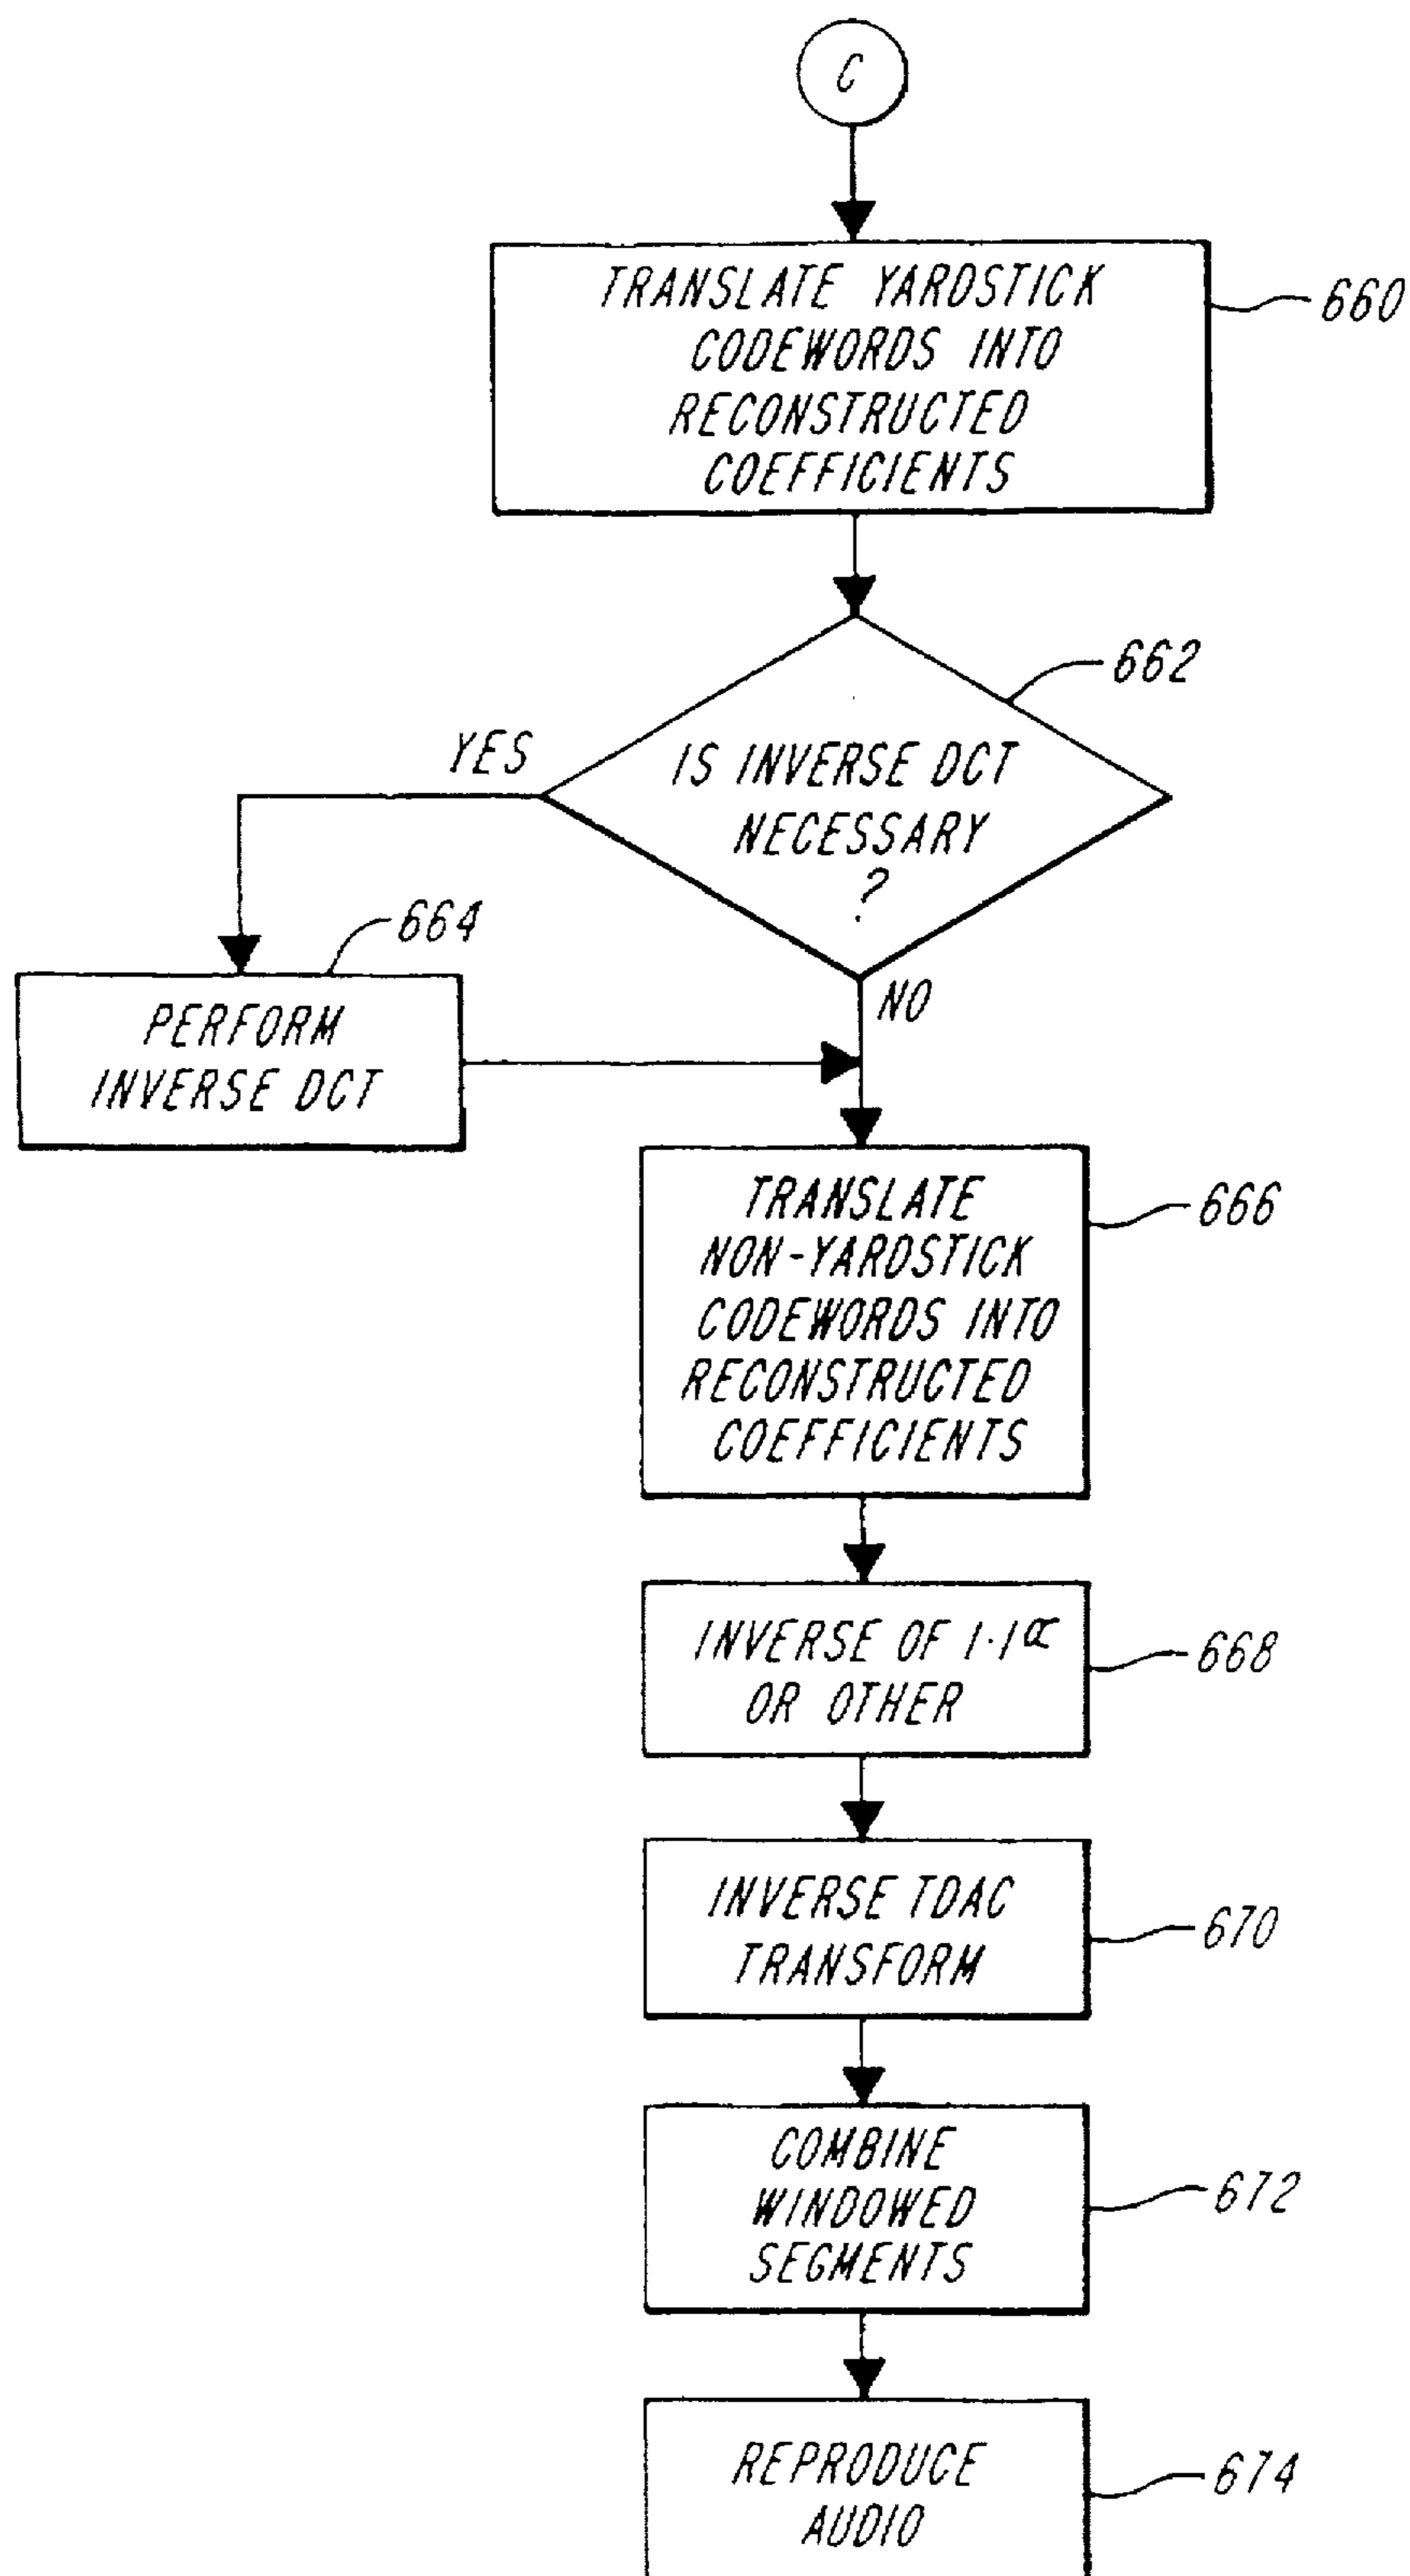 C
TRANSLATE YARDSTICK
CODEWORDS INTO
RECONSTRUCTED
COEFFICIENTS
660
662
IS INVERSE DCT
NECESSARY
?
YES
NO
664
PERFORM
INVERSE DCT
TRANSLATE
NON-YARDSTICK
CODEWORDS INTO
RECONSTRUCTED
COEFFICIENTS
666
INVERSE OF |·|α
OR OTHER
668
INVERSE TDAC
TRANSFORM
670
COMBINE
WINDOWED
SEGMENTS
672
REPRODUCE
AUDIO
674